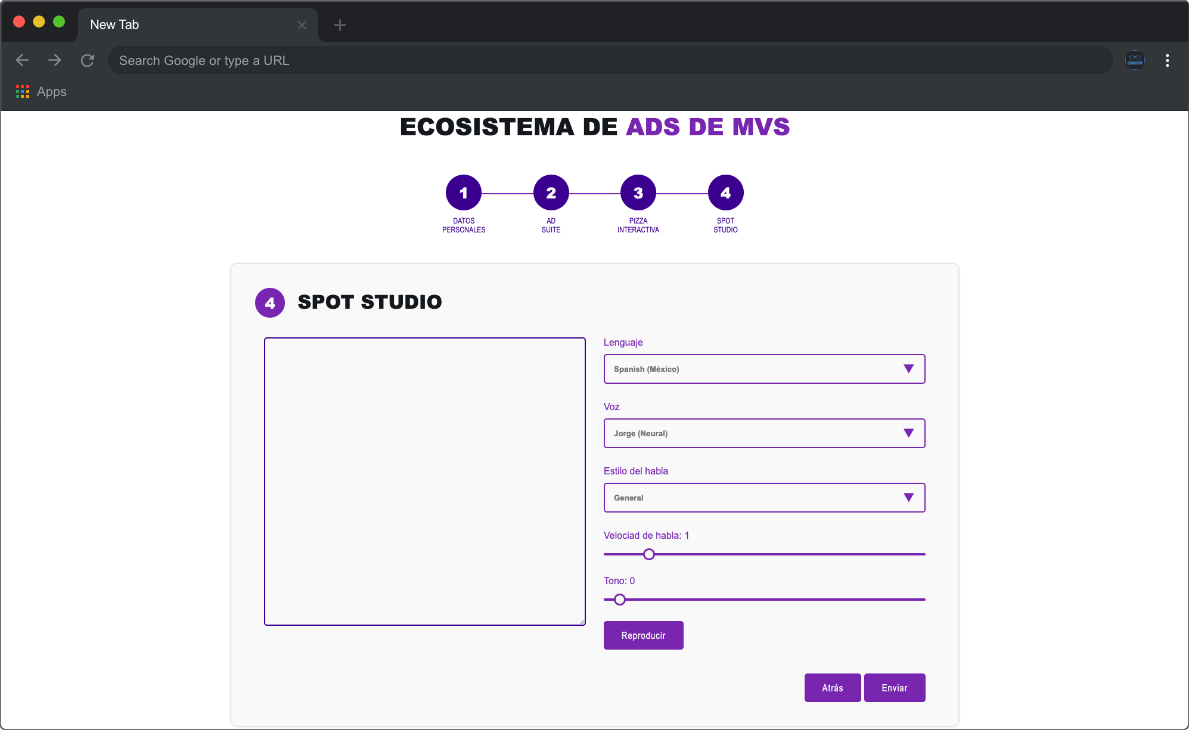 New Tab
Search Google or type a URL
Apps
ECOSISTEMA DE ADS DE MVS
1
2
3
4
DATOS
PERSONALES
AD
SUITE
PIZZA
INTERACTIVA
SPOT
STUDIO
4 SPOT STUDIO
Lenguaje
Spanish (México)
Voz
Jorge (Neural)
Estilo del habla
General
Velociad de habla: 1
Tono: 0
Reproducir
Atrás
Enviar